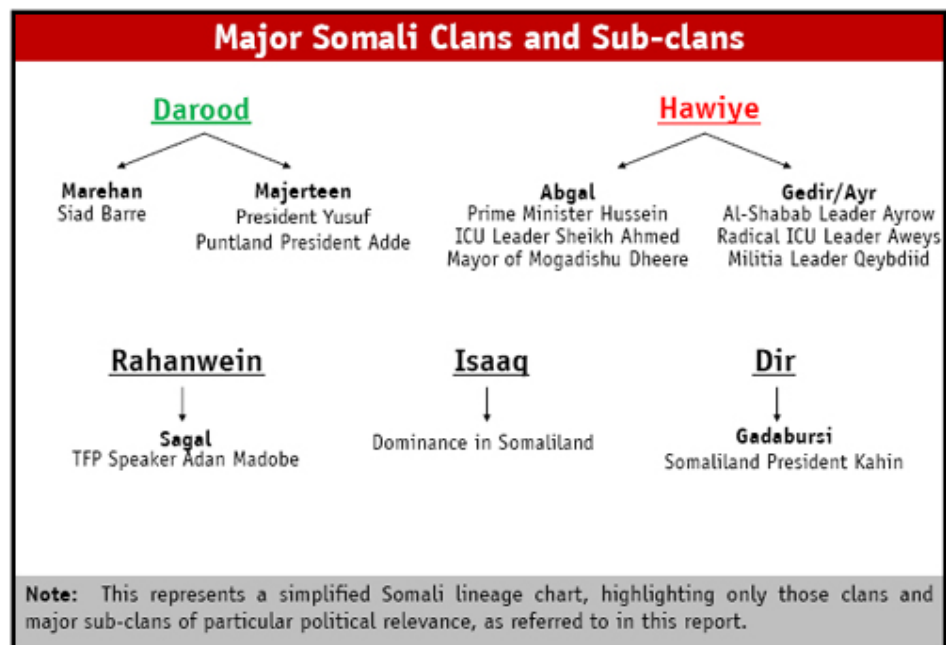 Major Somali Clans and Sub-clans
Darood
Hawiye
Marehan
Siad Barre
Majerteen
President Yusuf
Puntland President Adde
Abgal
Prime Minister Hussein
ICU Leader Sheikh Ahmed
Mayor of Mogadishu Dheere
Gedir/Ayr
Al-Shabab Leader Ayrow
Radical ICU Leader Aweys
Militia Leader Qeybdiid
Rahanwein
Isaaq
Dir
Sagal
TFP Speaker Adan Madobe
Dominance in Somaliland
Gadabursi
Somaliland President Kahin
Note: This represents a simplified Somali lineage chart, highlighting only those clans and
major sub-clans of particular political relevance, as referred to in this report.